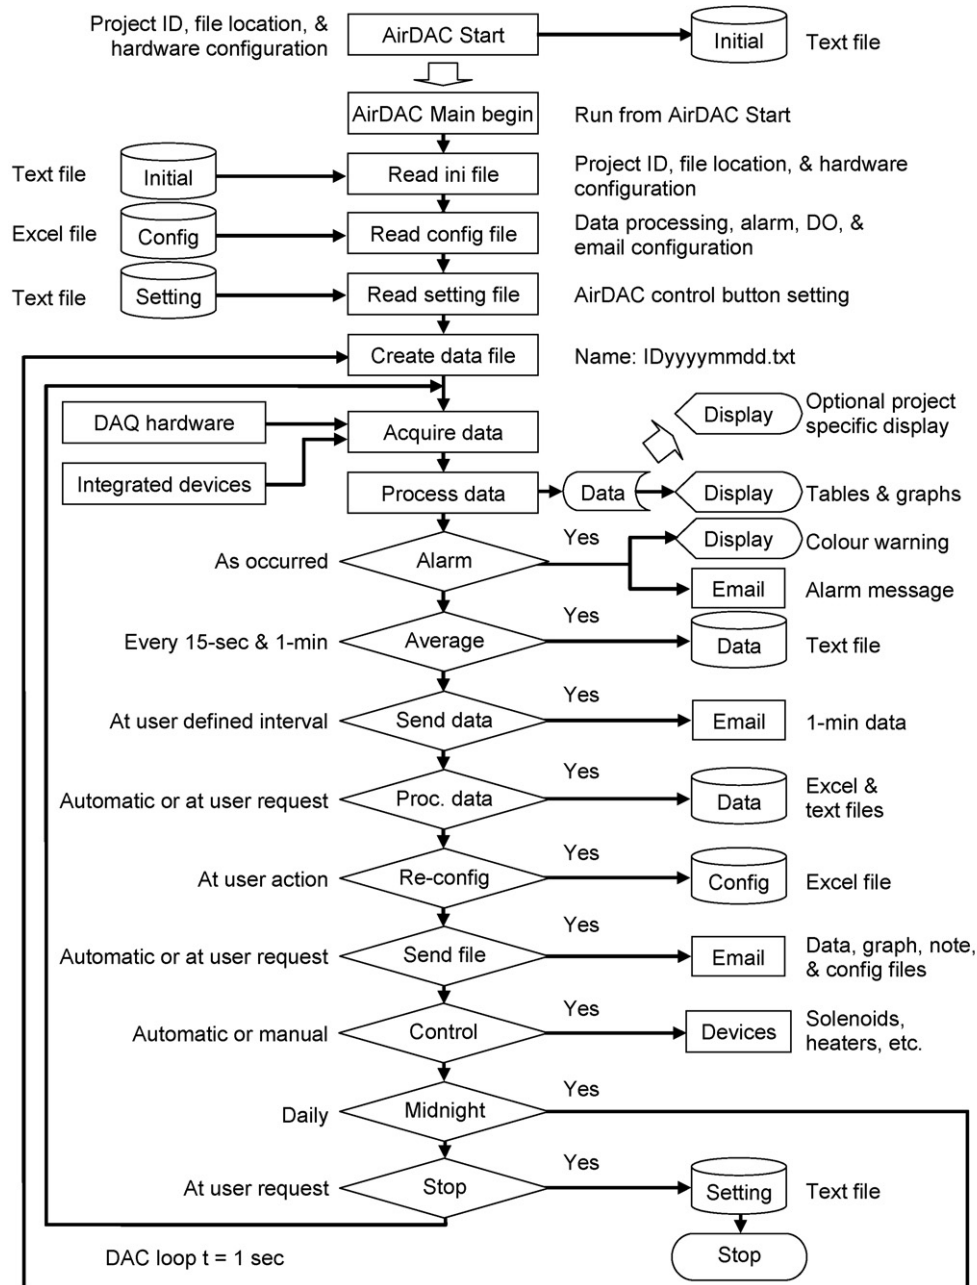 Project ID, file location, &
hardware configuration
AirDAC Start
Initial
Text file
AirDAC Main begin
Run from AirDAC Start
Text file
Initial
Read ini file
Project ID, file location, & hardware
configuration
Excel file
Config
Read config file
Data processing, alarm, DO, &
email configuration
Text file
Setting
Read setting file
AirDAC control button setting
Create data file
Name: IDyyyymmdd.txt
DAQ hardware
Acquire data
Display
Optional project
specific display
Integrated devices
Process data
Data
Display
Tables & graphs
As occurred
Alarm
Yes
Display
Colour warning
Email
Alarm message
Every 15-sec & 1-min
Average
Yes
Data
Text file
At user defined interval
Send data
Yes
Email
1-min data
Automatic or at user request
Proc. data
Yes
Data
Excel &
text files
At user action
Re-config
Yes
Config
Excel file
Automatic or at user request
Send file
Yes
Email
Data, graph, note,
& config files
Automatic or manual
Control
Yes
Devices
Solenoids,
heaters, etc.
Daily
Midnight
Yes
At user request
Stop
Yes
Setting
Text file
Stop
DAC loop t = 1 sec